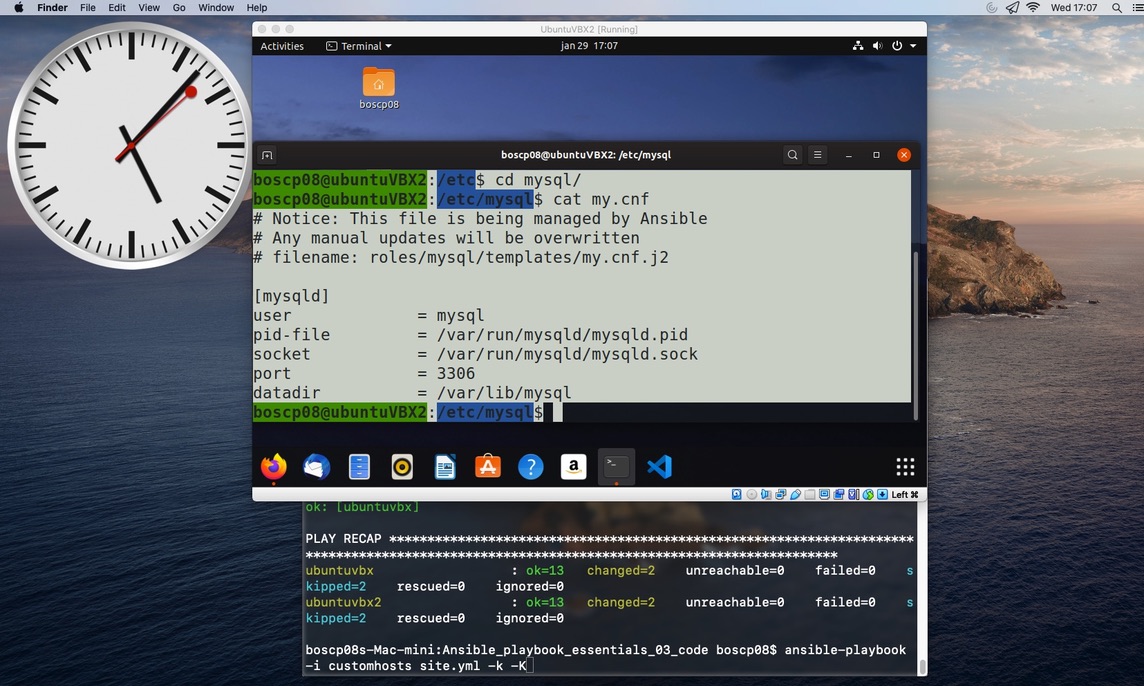 Finder File Edit View Go Window Help Wed 17:07
UbuntuVBX2 [Running]
Activities Terminal jan 29 17:07
boscp08
boscp08@ubuntuVBX2: /etc/mysql
boscp08@ubuntuVBX2:/etc$ cd mysql/
boscp08@ubuntuVBX2:/etc/mysql$ cat my.cnf
# Notice: This file is being managed by Ansible
# Any manual updates will be overwritten
# filename: roles/mysql/templates/my.cnf.j2
[mysqld]
user = mysql
pid-file = /var/run/mysqld/mysqld.pid
socket = /var/run/mysqld/mysqld.sock
port = 3306
datadir = /var/lib/mysql
boscp08@ubuntuVBX2:/etc/mysql$
Left ⌘
ok: [ubuntuvbx]
PLAY RECAP *********************************************************************
**********************************************************************
ubuntuvbx : ok=13 changed=2 unreachable=0 failed=0 s
kipped=2 rescued=0 ignored=0
ubuntuvbx2 : ok=13 changed=2 unreachable=0 failed=0 s
kipped=2 rescued=0 ignored=0
boscp08s-Mac-mini:Ansible_playbook_essentials_03_code boscp08$ ansible-playbook
-i customhosts site.yml -k -K